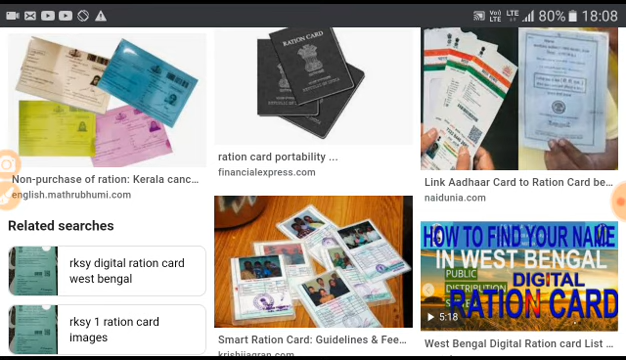 Voi) LTE LTE 80% 18:08
Non-purchase of ration: Kerala canc...
english.mathrubhumi.com
RATION CARD
ration card portability ...
financialexpress.com
Link Aadhaar Card to Ration Card be...
naidunia.com
Related searches
rksy digital ration card
west bengal
rksy 1 ration card
images
Smart Ration Card: Guidelines & Fee...
krishijagran.com
HOW TO FIND YOUR NAME
IN WEST BENGAL
PUBLIC
DISTRIBUTION
DIGITAL
RATION CARD
5:18
West Bengal Digital Ration card List ...